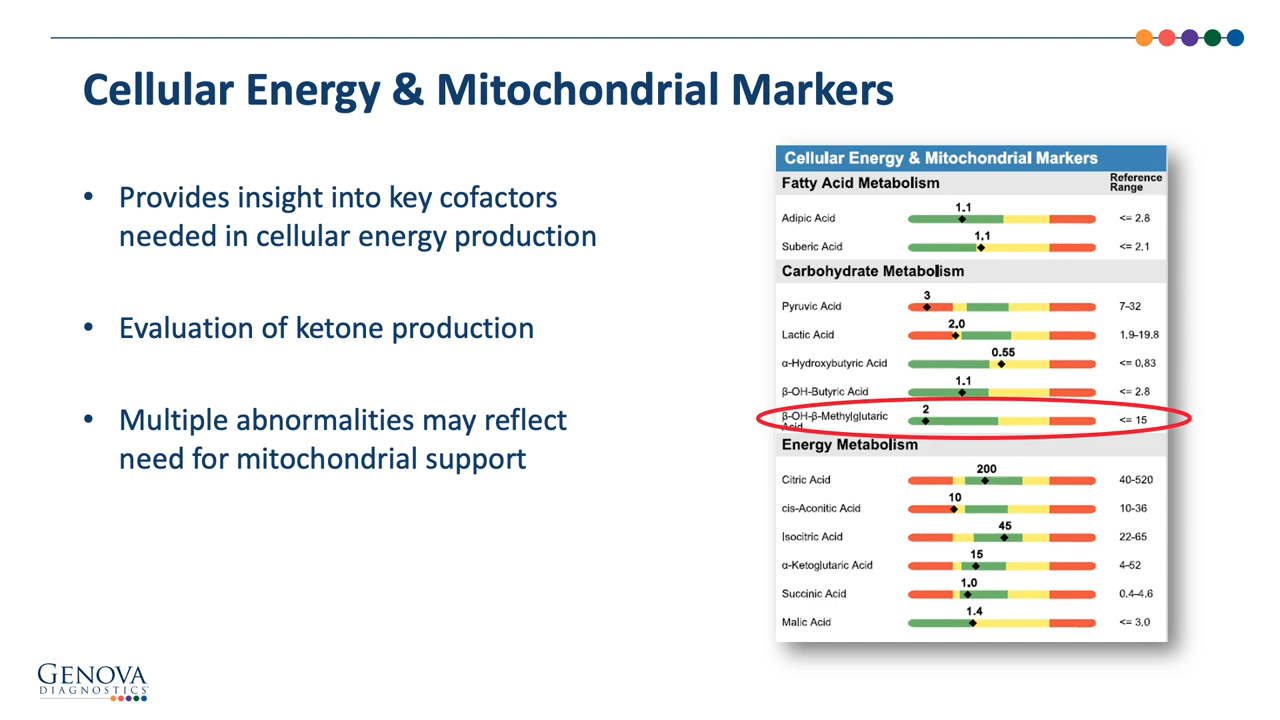 Cellular Energy & Mitochondrial Markers
• Provides insight into key cofactors
needed in cellular energy production
• Evaluation of ketone production
• Multiple abnormalities may reflect
need for mitochondrial support
Cellular Energy & Mitochondrial Markers
Fatty Acid Metabolism
Reference
Range
1.1
Adipic Acid <= 2.8
1.1
Suberic Acid <= 2.1
Carbohydrate Metabolism
3
Pyruvic Acid 7-32
2.0
Lactic Acid 1.9-19.8
0.55
α-Hydroxybutyric Acid <= 0.83
1.1
β-OH-Butyric Acid <= 2.8
2
β-OH-β-Methylglutaric
Acid <= 15
Energy Metabolism
200
Citric Acid 40-520
10
cis-Aconitic Acid 10-36
45
Isocitric Acid 22-65
15
α-Ketoglutaric Acid 4-52
1.0
Succinic Acid 0.4-4.6
1.4
Malic Acid <= 3.0
GENOVA
DIAGNOSTICS